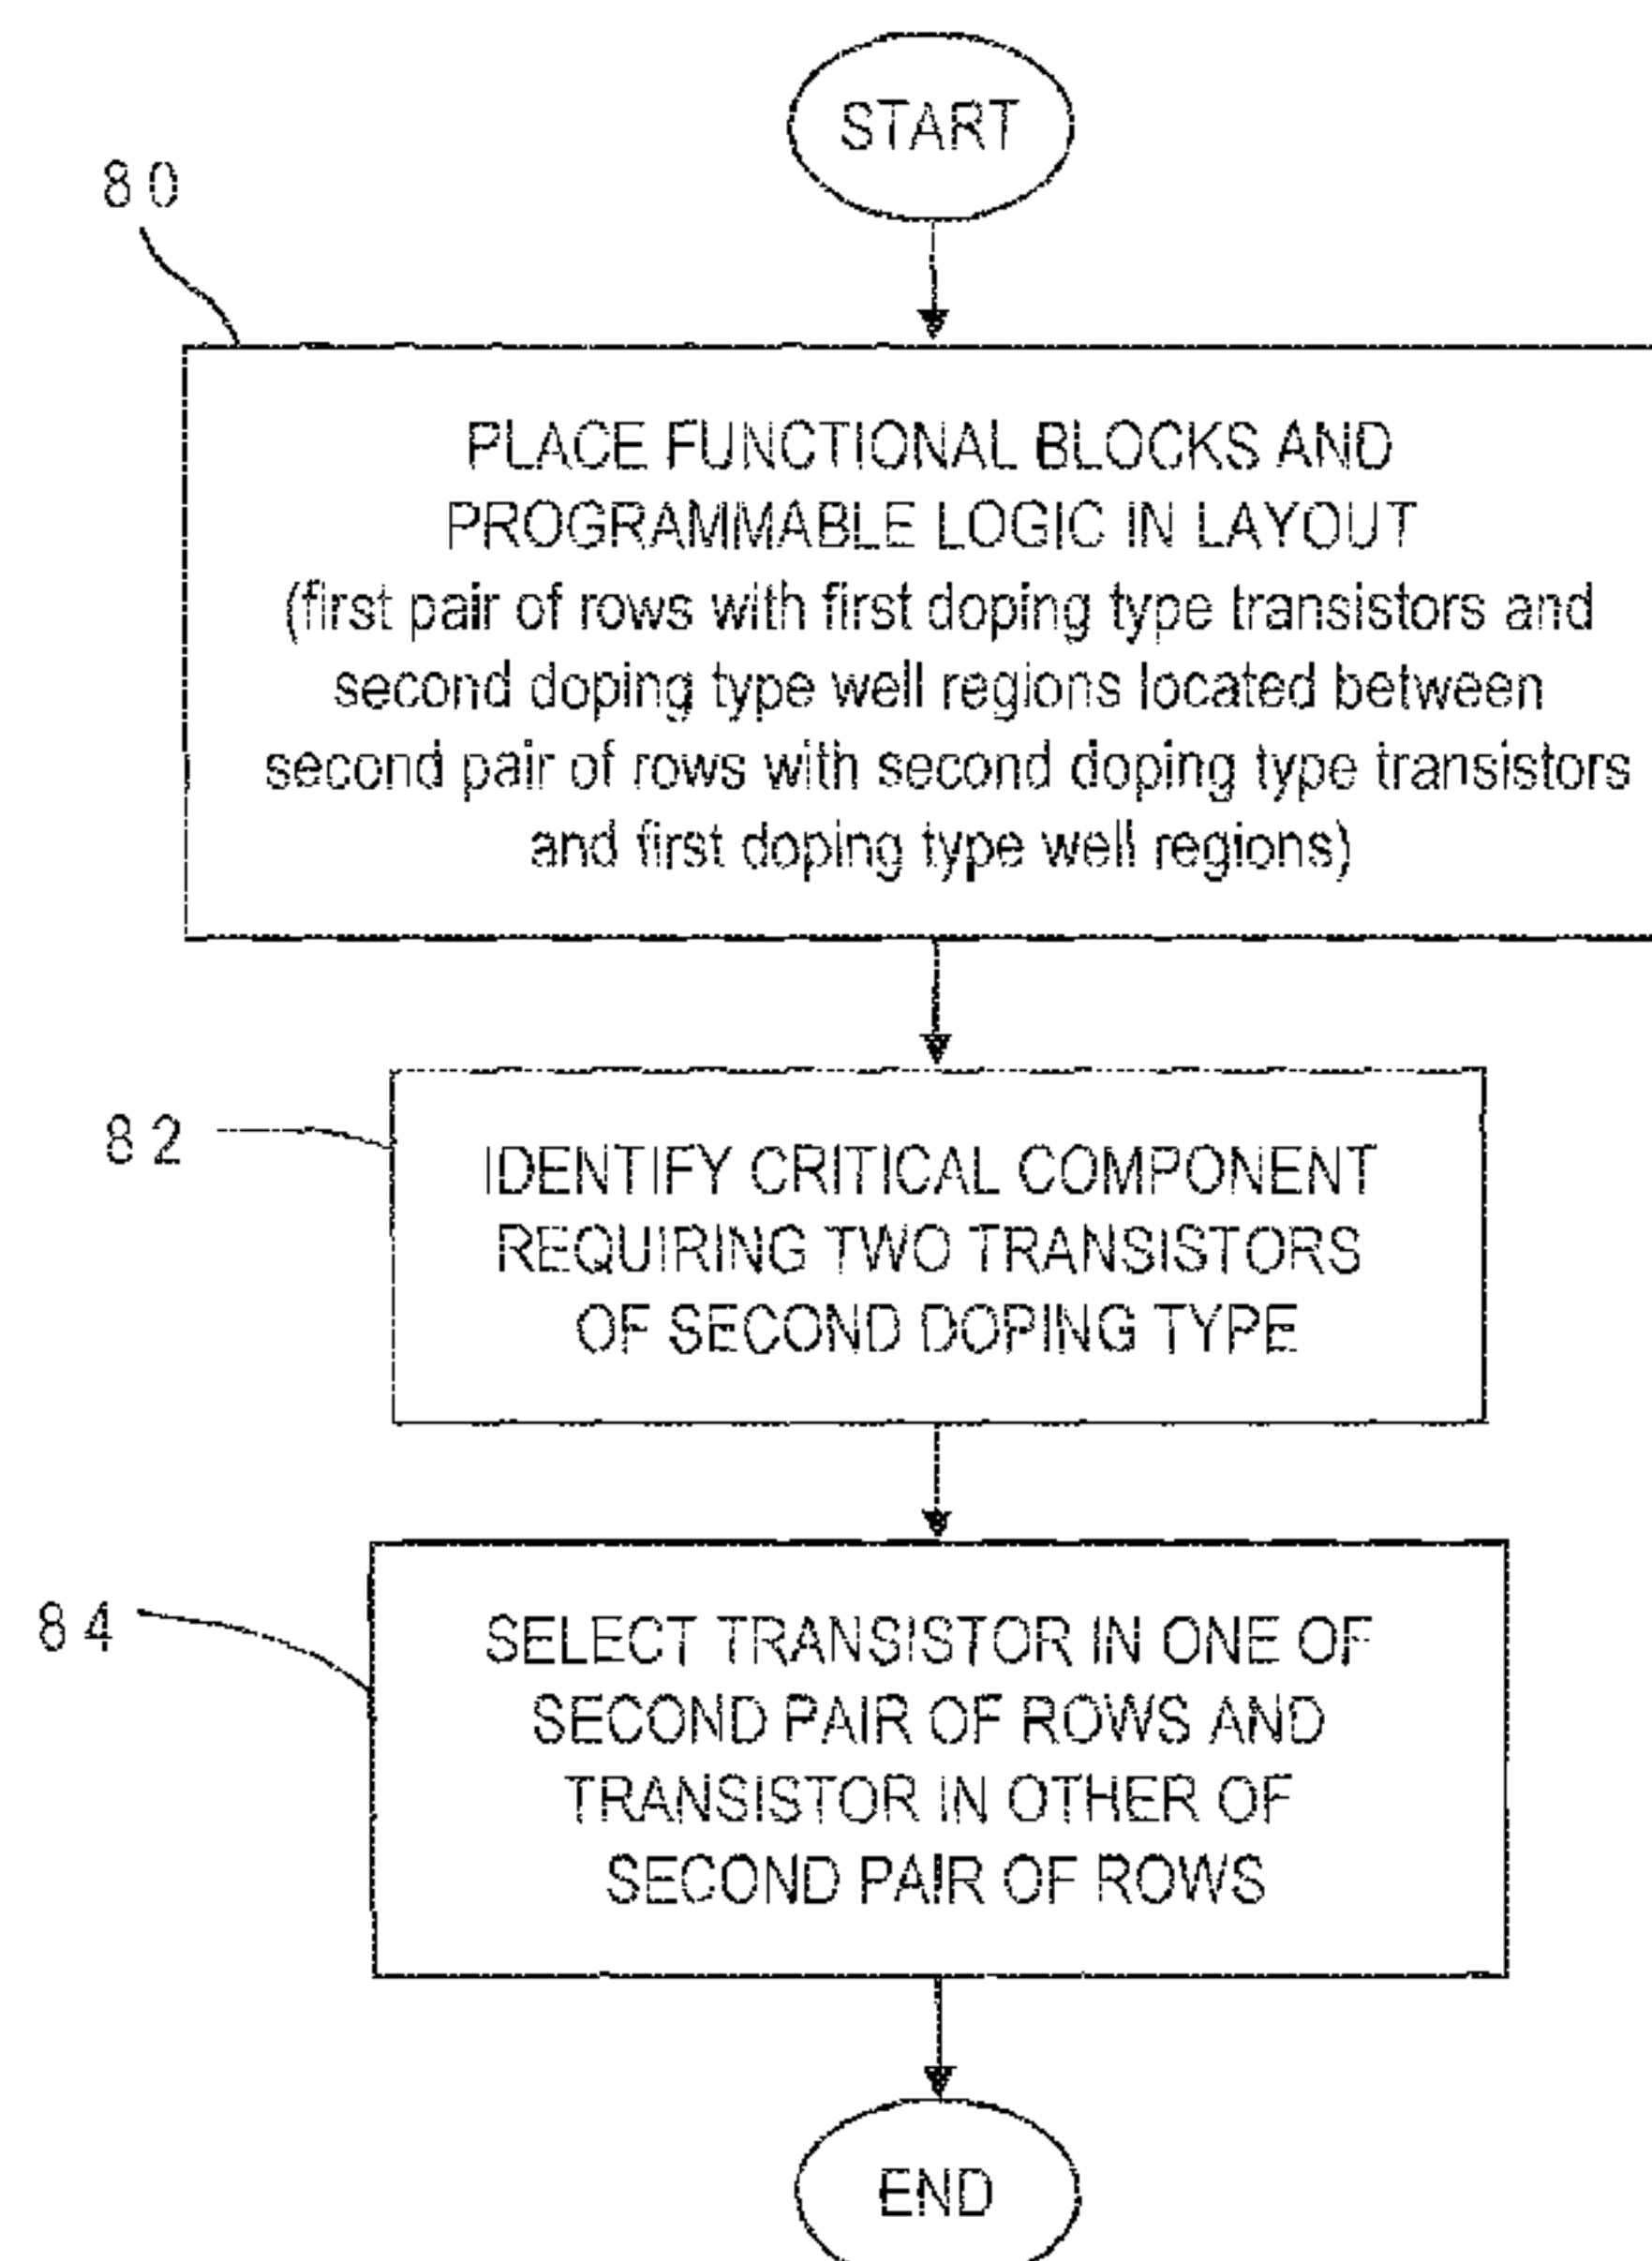 START
80
PLACE FUNCTIONAL BLOCKS AND
PROGRAMMABLE LOGIC IN LAYOUT
(first pair of rows with first doping type transistors and
second doping type well regions located between
second pair of rows with second doping type transistors
and first doping type well regions)
82
IDENTIFY CRITICAL COMPONENT
REQUIRING TWO TRANSISTORS
OF SECOND DOPING TYPE
84
SELECT TRANSISTOR IN ONE OF
SECOND PAIR OF ROWS AND
TRANSISTOR IN OTHER OF
SECOND PAIR OF ROWS
END